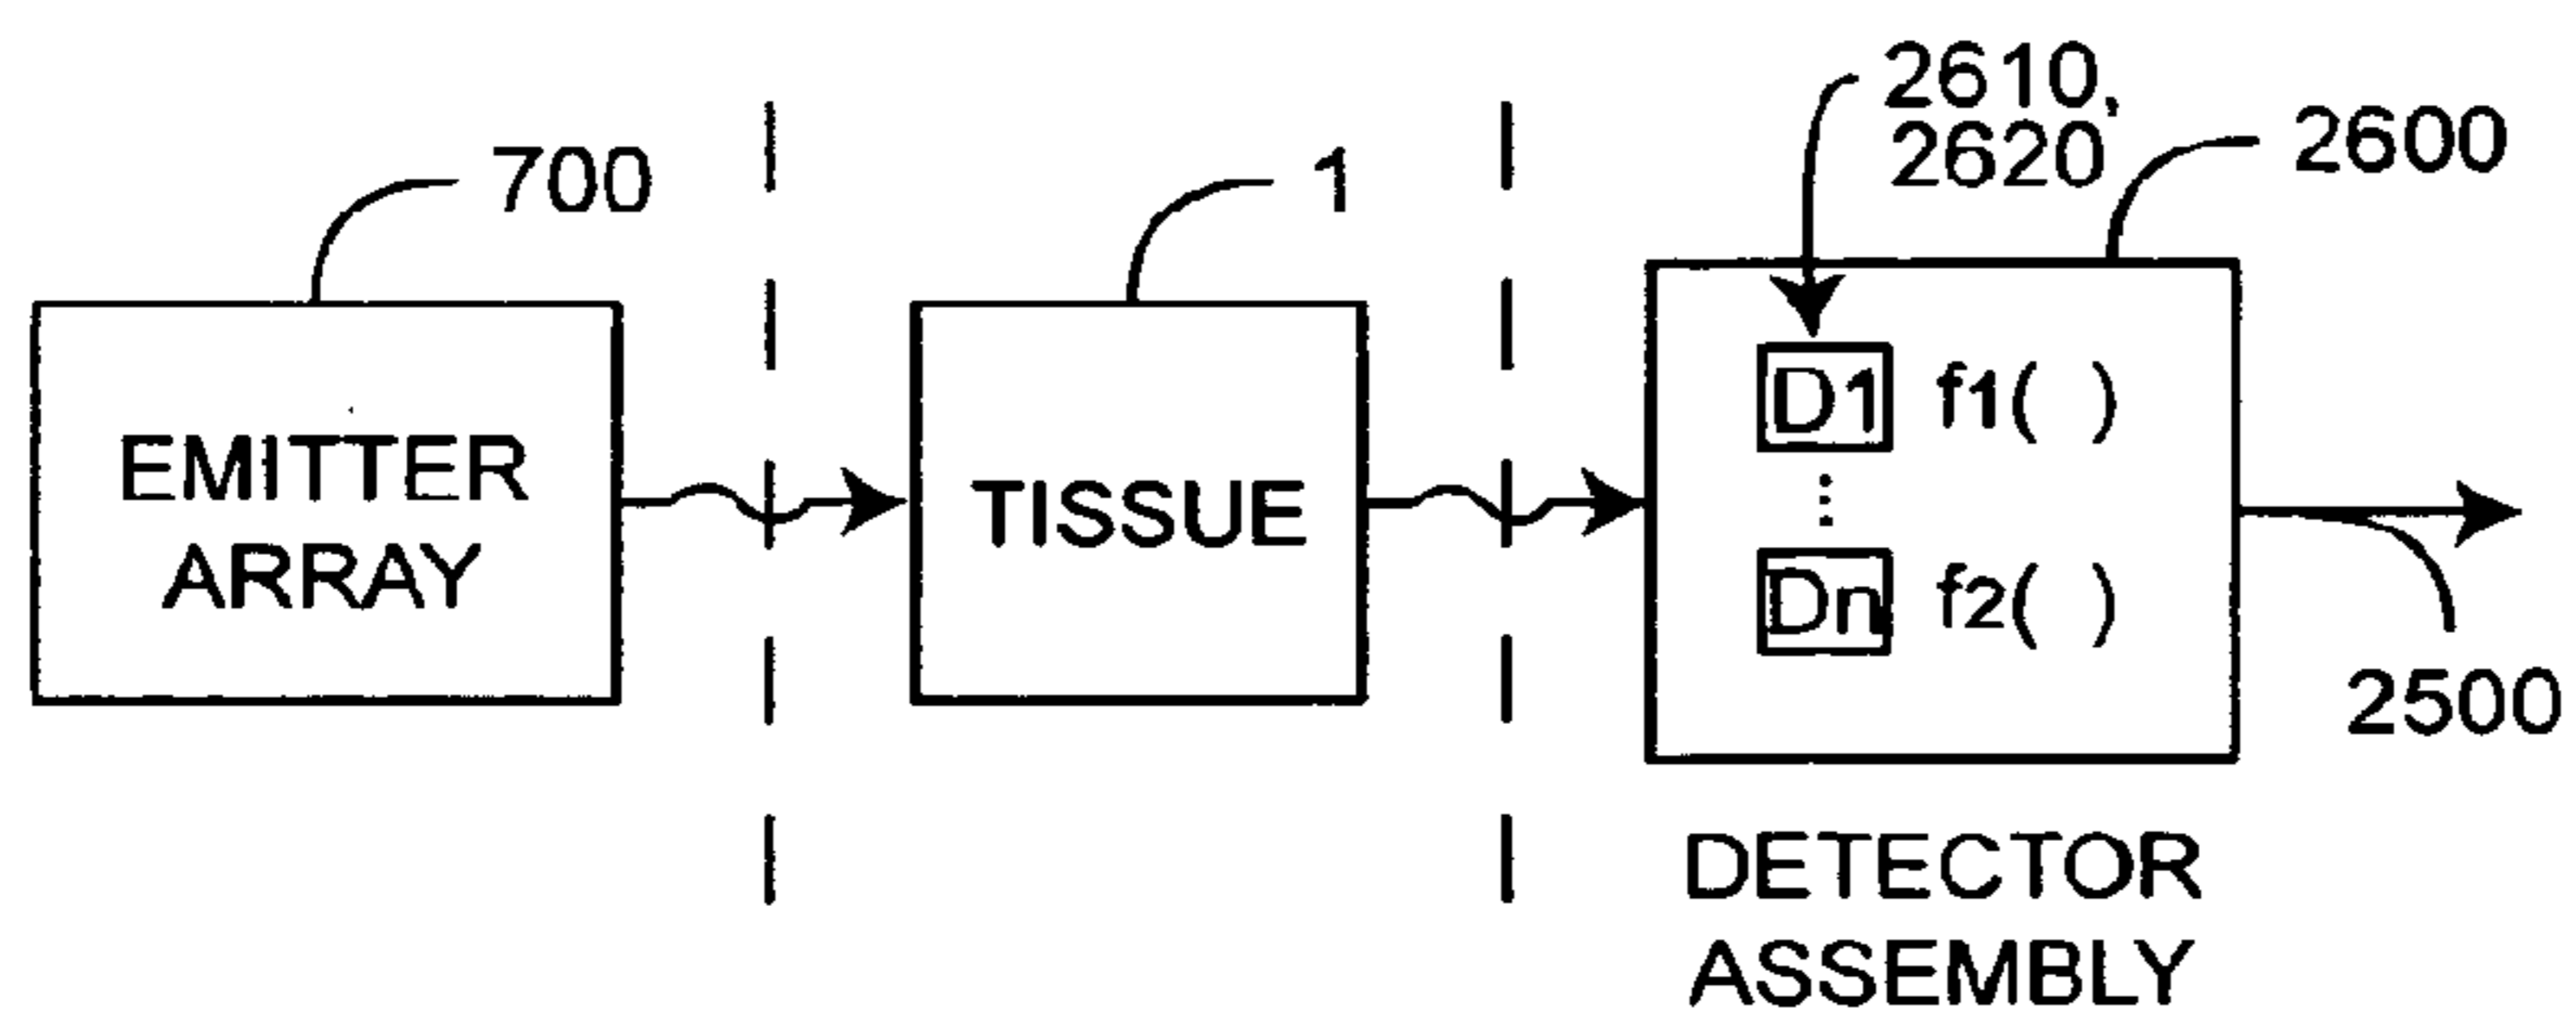 2610,
2620
2600
700
1
EMITTER
ARRAY
TISSUE
D1 f1( )
⋮
Dn f2( )
2500
DETECTOR
ASSEMBLY